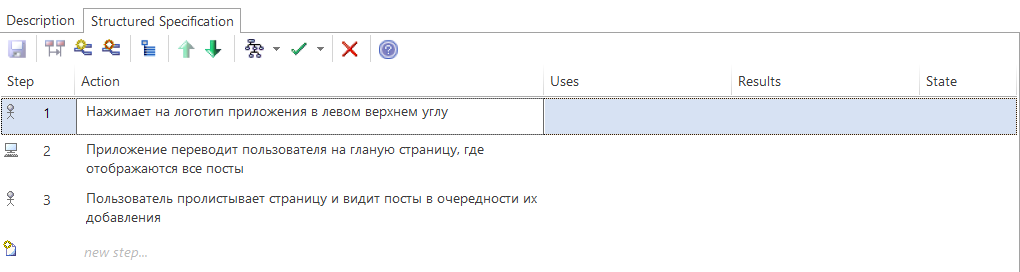 Description Structured Specification
Step Action Uses Results State
1 Нажимает на логотип приложения в левом верхнем углу
2 Приложение переводит пользователя на гланую страницу, где
отображаются все посты
3 Пользователь пролистывает страницу и видит посты в очередности их
добавления
new step...